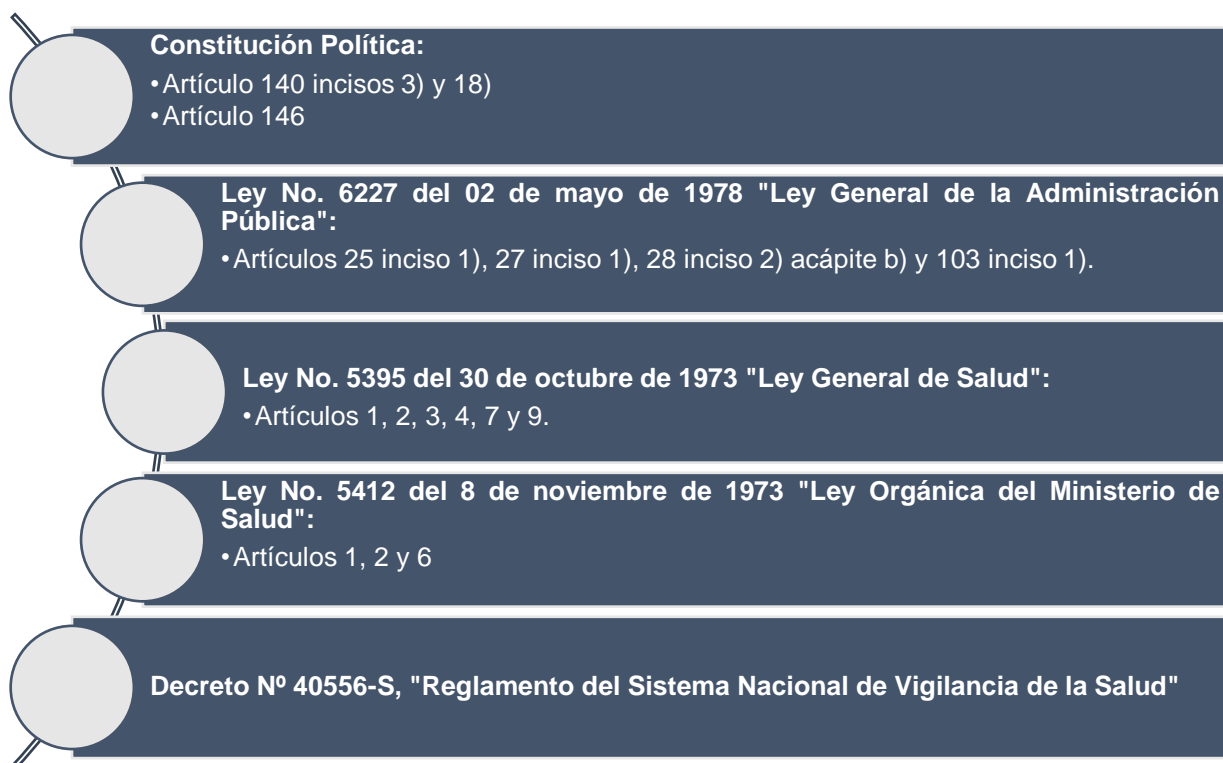 Constitución Política:
•Artículo 140 incisos 3) y 18)
•Artículo 146
Ley No. 6227 del 02 de mayo de 1978 "Ley General de la Administración
Pública":
•Artículos 25 inciso 1), 27 inciso 1), 28 inciso 2) acápite b) y 103 inciso 1).
Ley No. 5395 del 30 de octubre de 1973 "Ley General de Salud":
•Artículos 1, 2, 3, 4, 7 y 9.
Ley No. 5412 del 8 de noviembre de 1973 "Ley Orgánica del Ministerio de
Salud":
•Artículos 1, 2 y 6
Decreto Nº 40556-S, "Reglamento del Sistema Nacional de Vigilancia de la Salud"